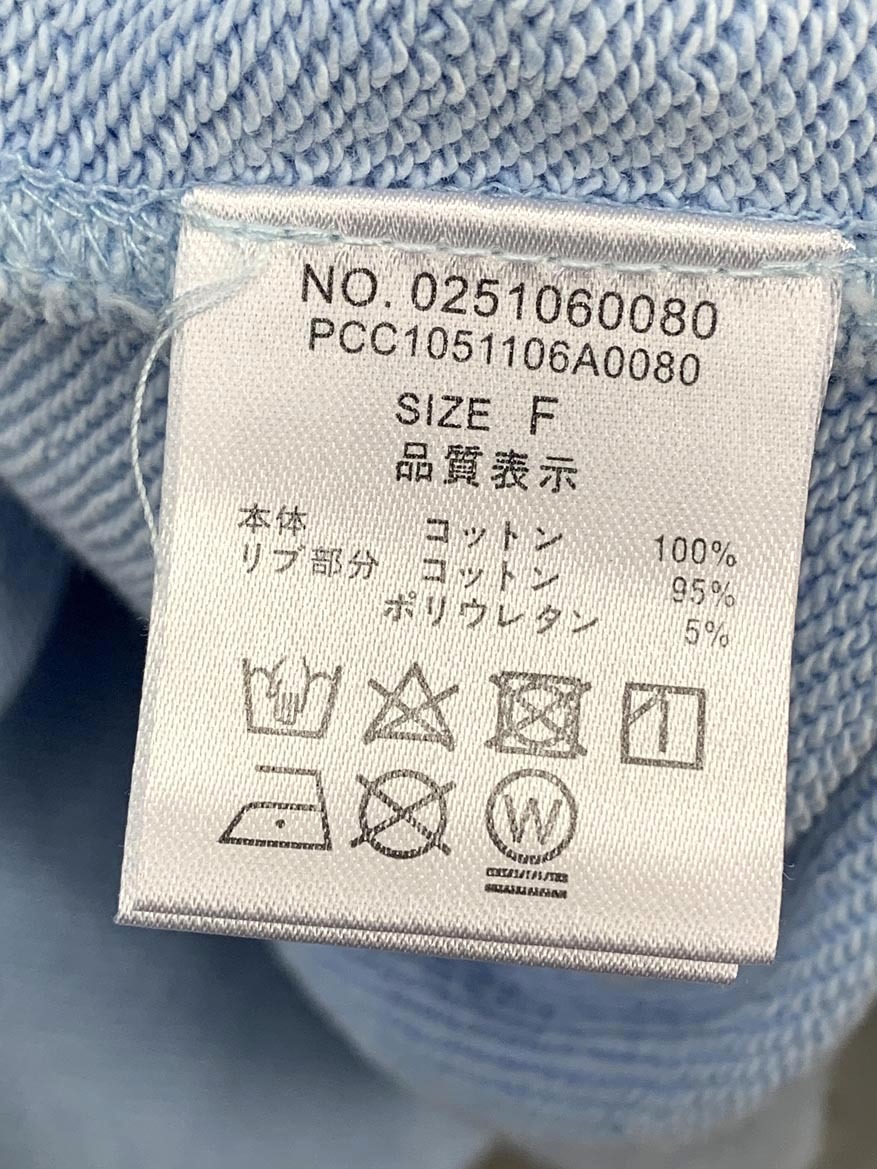 NO. 0251060080
PCC1051106A0080
SIZE F
品質表示
本体 コットン 100%
リブ部分 コットン 95%
ポリウレタン 5%
W